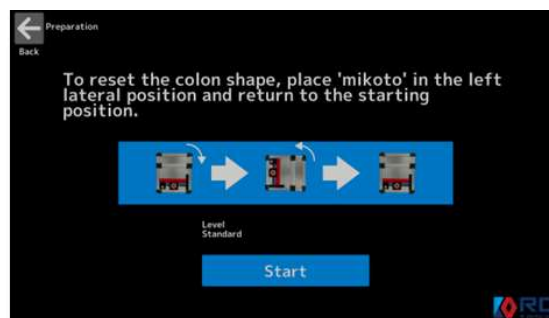 Preparation
Back
To reset the colon shape, place 'mikoto' in the left
lateral position and return to the starting
position.
Level
Standard
Start